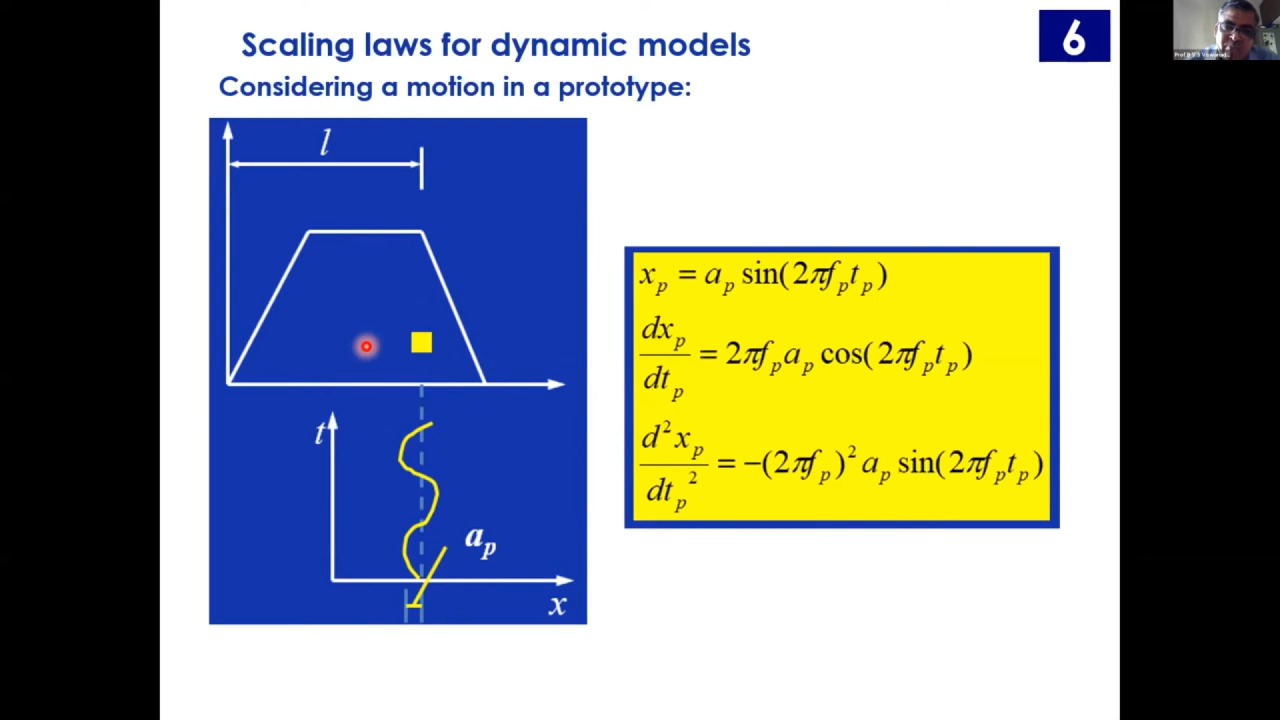 Scaling laws for dynamic models
6
Considering a motion in a prototype:
l
t
a_p
x
x_p = a_p sin(2πf_p t_p)
dx_p/dt_p = 2πf_p a_p cos(2πf_p t_p)
d²x_p/dt_p² = −(2πf_p)² a_p sin(2πf_p t_p)